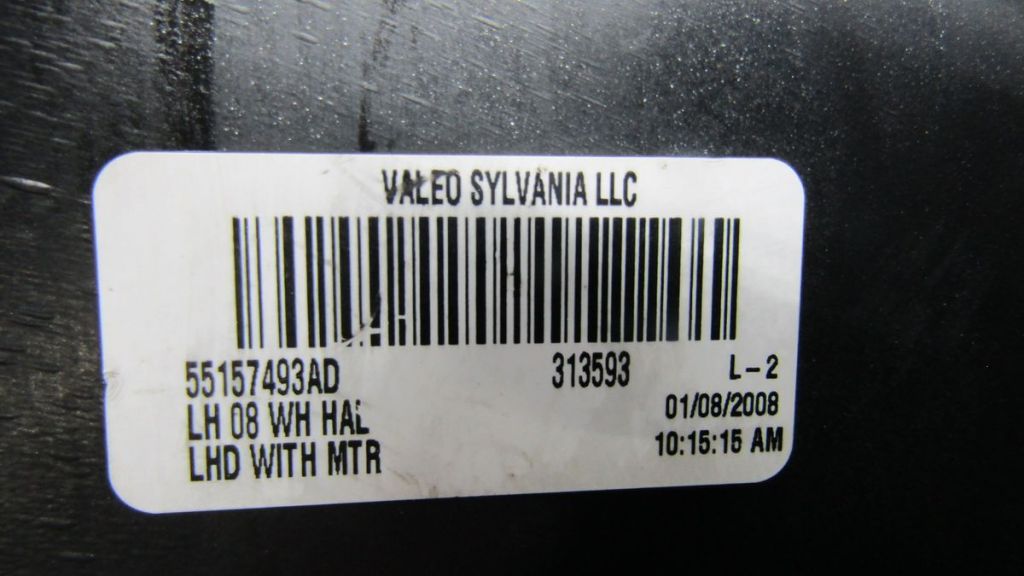 VALEO SYLVANIA LLC
55157493AD 313593 L-2
LH 08 WH HAL 01/08/2008
LHD WITH MTR 10:15:15 AM